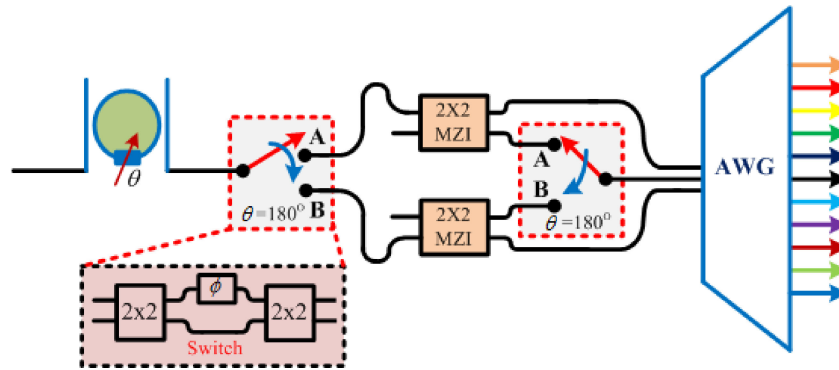 θ
A
B
θ=180°
2X2
MZI
2X2
MZI
A
B
θ=180°
AWG
2x2
ϕ
2x2
Switch